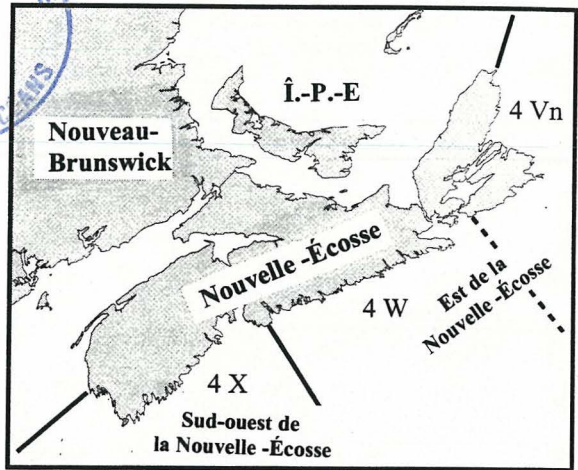 CÉANS
Î.-P.-E
4 Vn
Nouveau-
Brunswick
Nouvelle -Écosse
Est de la
Nouvelle -Écosse
4 W
4 X
Sud-ouest de
la Nouvelle -Écosse